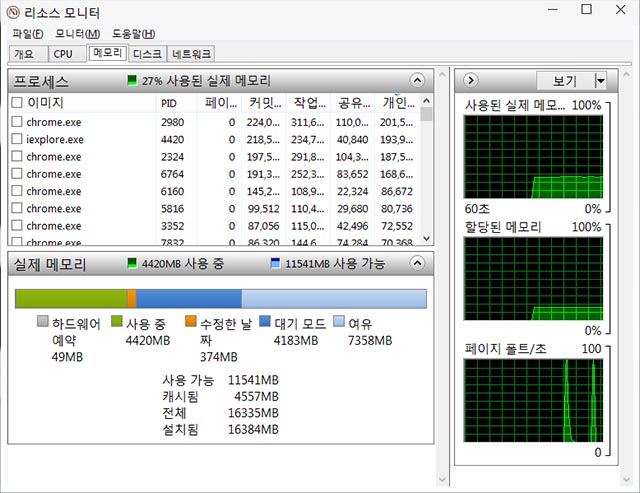 리소스 모니터
파일(F) 모니터(M) 도움말(H)
개요 CPU 메모리 디스크 네트워크
프로세스 27% 사용된 실제 메모리
이미지 PID 페이... 커밋... 작업... 공유... 개인...
chrome.exe 2980 0 224,0... 311,6... 110,0... 201,5...
iexplore.exe 4420 0 218,5... 234,7... 40,840 193,9...
chrome.exe 2324 0 197,5... 291,8... 104,3... 187,5...
chrome.exe 6764 0 191,3... 252,3... 83,652 168,6...
chrome.exe 6160 0 145,2... 108,9... 22,324 86,672
chrome.exe 5816 0 99,512 110,4... 29,680 80,736
chrome.exe 3352 0 87,056 115,0... 42,496 72,552
chrome.exe 7832 0 86,320 144,6... 74,284 70,368
실제 메모리 4420MB 사용 중 11541MB 사용 가능
하드웨어 사용 중 수정한 날 대기 모드 여유
예약 4420MB 짜 4183MB 7358MB
49MB 374MB
사용 가능 11541MB
캐시됨 4557MB
전체 16335MB
설치됨 16384MB
보기
사용된 실제 메모... 100%
60초 0%
할당된 메모리 100%
0%
페이지 폴트/초 100
0